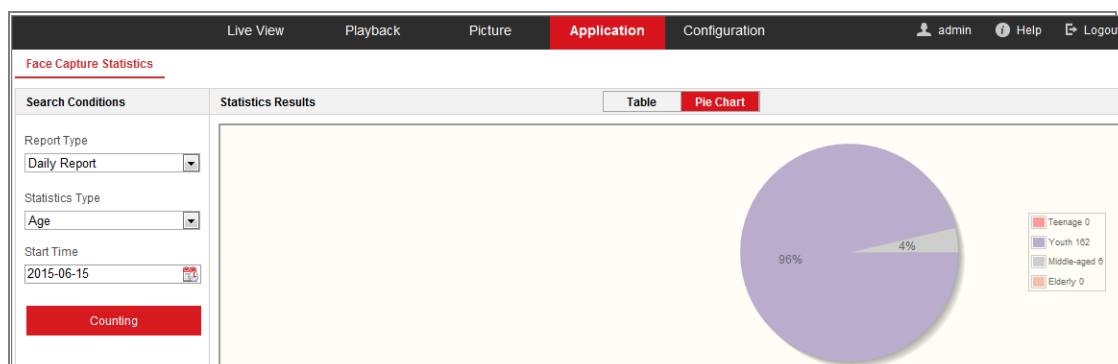 Live View Playback Picture Application Configuration admin Help Logou
Face Capture Statistics
Search Conditions
Statistics Results
Table Pie Chart
Report Type
Daily Report
Statistics Type
Age
Start Time
2015-06-15
Counting
96%
4%
Teenage 0
Youth 162
Middle-aged 6
Elderly 0